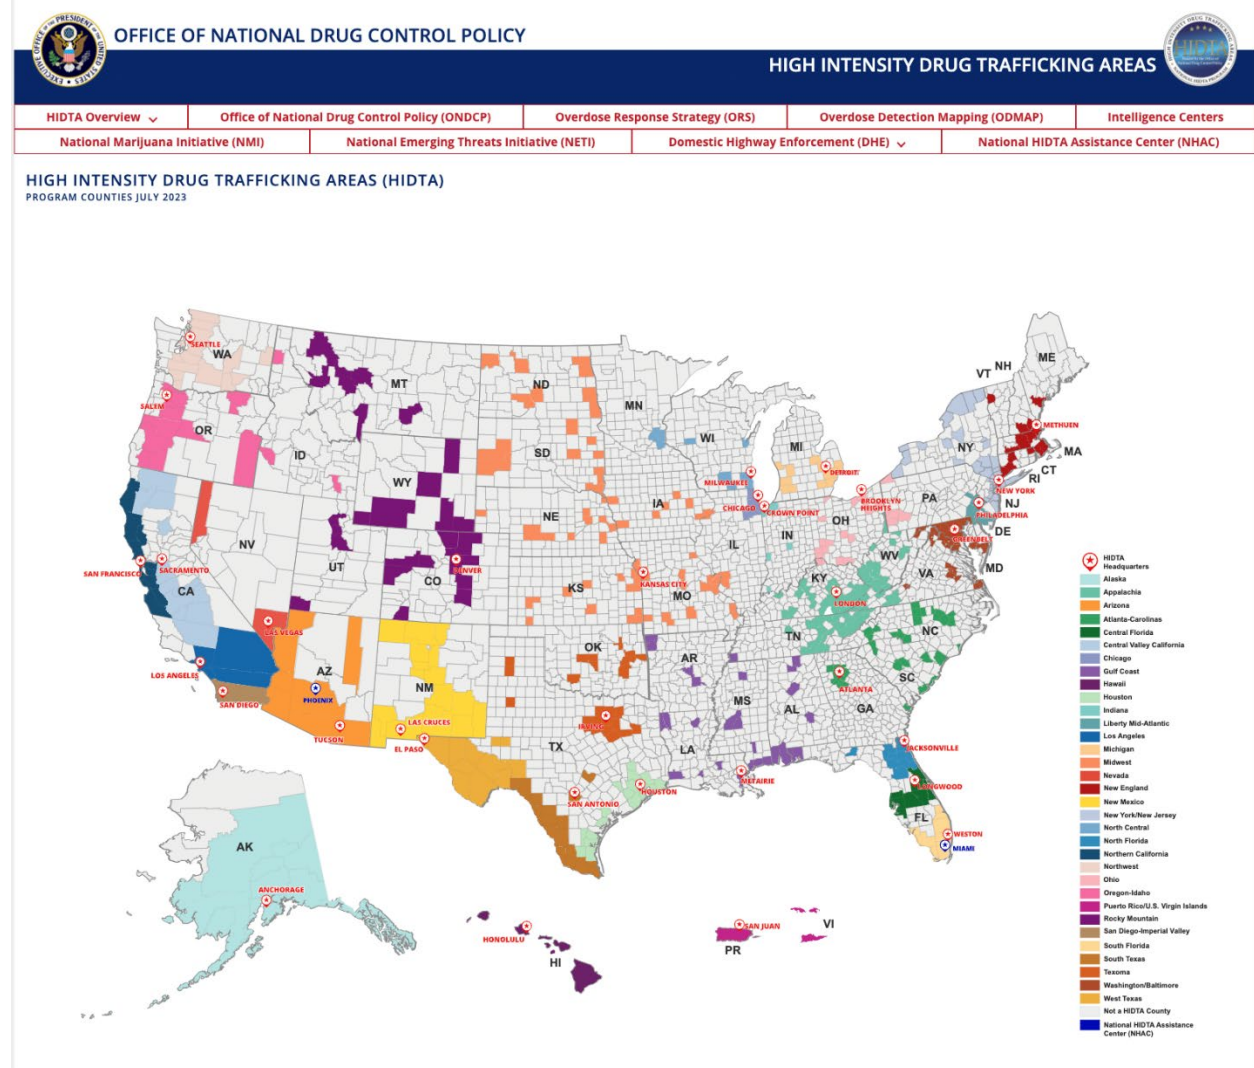 OFFICE OF NATIONAL DRUG CONTROL POLICY
HIGH INTENSITY DRUG TRAFFICKING AREAS
HIDTA
HIDTA Overview
Office of National Drug Control Policy (ONDCP)
Overdose Response Strategy (ORS)
Overdose Detection Mapping (ODMAP)
Intelligence Centers
National Marijuana Initiative (NMI)
National Emerging Threats Initiative (NETI)
Domestic Highway Enforcement (DHE)
National HIDTA Assistance Center (NHAC)
HIGH INTENSITY DRUG TRAFFICKING AREAS (HIDTA)
PROGRAM COUNTIES JULY 2023
SEATTLE
WA
MT
ND
MN
VT
NH
ME
SALEM
OR
ID
SD
WI
MI
NY
METHUEN
MA
CT
RI
WY
MILWAUKEE
DETROIT
CHICAGO
CROWN POINT
BROOKLYN
HEIGHTS
PA
NEW YORK
NJ
PHILADELPHIA
NE
IA
IL
IN
OH
GREENBELT
DE
MD
NV
UT
CO
DENVER
KS
KANSAS CITY
MO
KY
WV
VA
LONDON
SAN FRANCISCO
SACRAMENTO
CA
LAS VEGAS
OK
TN
NC
AR
SC
LOS ANGELES
AZ
PHOENIX
NM
MS
AL
ATLANTA
GA
SAN DIEGO
TUCSON
LAS CRUCES
EL PASO
IRVING
TX
LA
JACKSONVILLE
SAN ANTONIO
HOUSTON
METAIRIE
LONGWOOD
FL
WESTON
MIAMI
AK
ANCHORAGE
HONOLULU
HI
SAN JUAN
PR
VI
HIDTA
Headquarters
Alaska
Appalachia
Arizona
Atlanta-Carolinas
Central Florida
Central Valley California
Chicago
Gulf Coast
Hawaii
Houston
Indiana
Liberty Mid-Atlantic
Los Angeles
Michigan
Midwest
Nevada
New England
New Mexico
New York/New Jersey
North Central
North Florida
Northern California
Northwest
Ohio
Oregon-Idaho
Puerto Rico/U.S. Virgin Islands
Rocky Mountain
San Diego-Imperial Valley
South Florida
South Texas
Texoma
Washington/Baltimore
West Texas
Not a HIDTA County
National HIDTA Assistance
Center (NHAC)